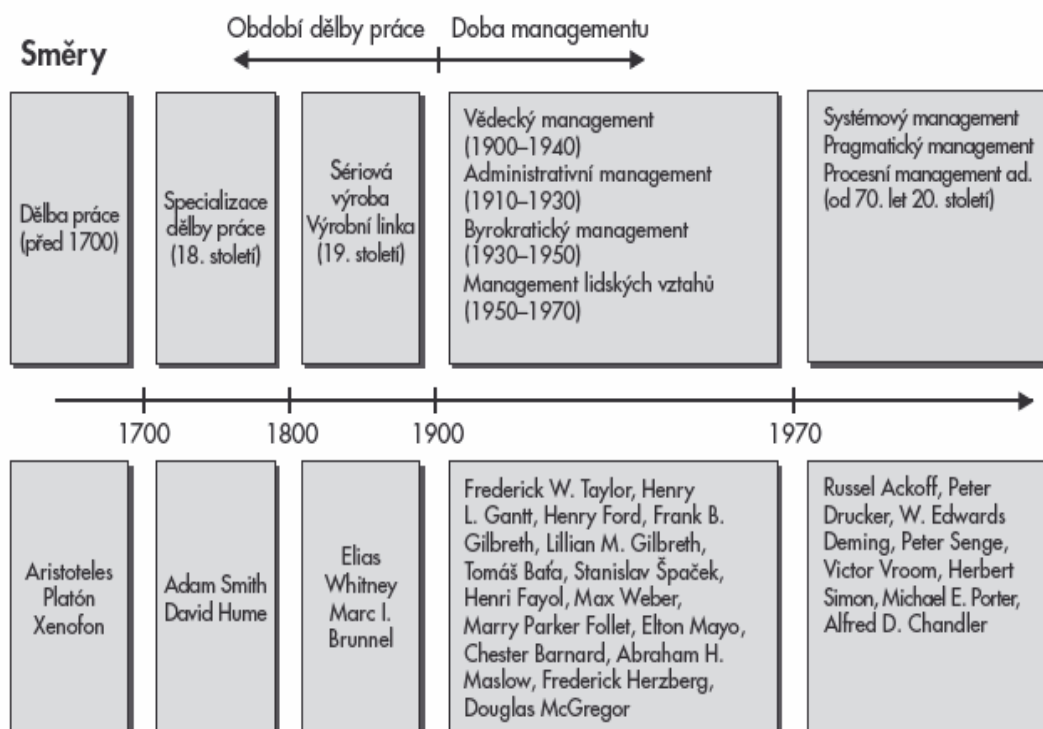 Období dělby práce
Doba managementu
Směry
Dělba práce
(před 1700)
Specializace
dělby práce
(18. století)
Sériová
výroba
Výrobní linka
(19. století)
Vědecký management
(1900–1940)
Administrativní management
(1910–1930)
Byrokratický management
(1930–1950)
Management lidských vztahů
(1950–1970)
Systémový management
Pragmatický management
Procesní management ad.
(od 70. let 20. století)
1700
1800
1900
1970
Aristoteles
Platón
Xenofon
Adam Smith
David Hume
Elias
Whitney
Marc I.
Brunnel
Frederick W. Taylor, Henry
L. Gantt, Henry Ford, Frank B.
Gilbreth, Lillian M. Gilbreth,
Tomáš Baťa, Stanislav Špaček,
Henri Fayol, Max Weber,
Marry Parker Follet, Elton Mayo,
Chester Barnard, Abraham H.
Maslow, Frederick Herzberg,
Douglas McGregor
Russel Ackoff, Peter
Drucker, W. Edwards
Deming, Peter Senge,
Victor Vroom, Herbert
Simon, Michael E. Porter,
Alfred D. Chandler